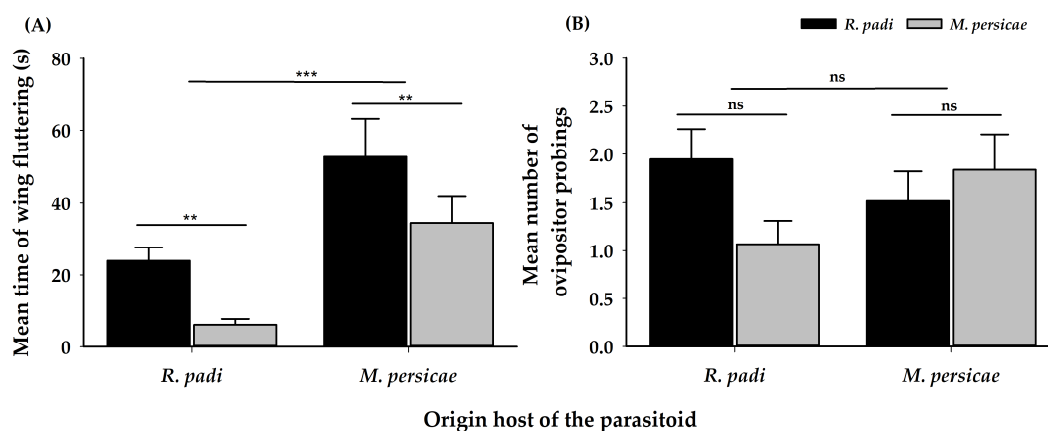 (A)
(B)
R. padi M. persicae
Mean time of wing fluttering (s)
80
60
40
20
0
***
**
**
R. padi M. persicae
Mean number of
ovipositor probings
3.0
2.5
2.0
1.5
1.0
0.5
0.0
ns
ns
ns
R. padi M. persicae
Origin host of the parasitoid